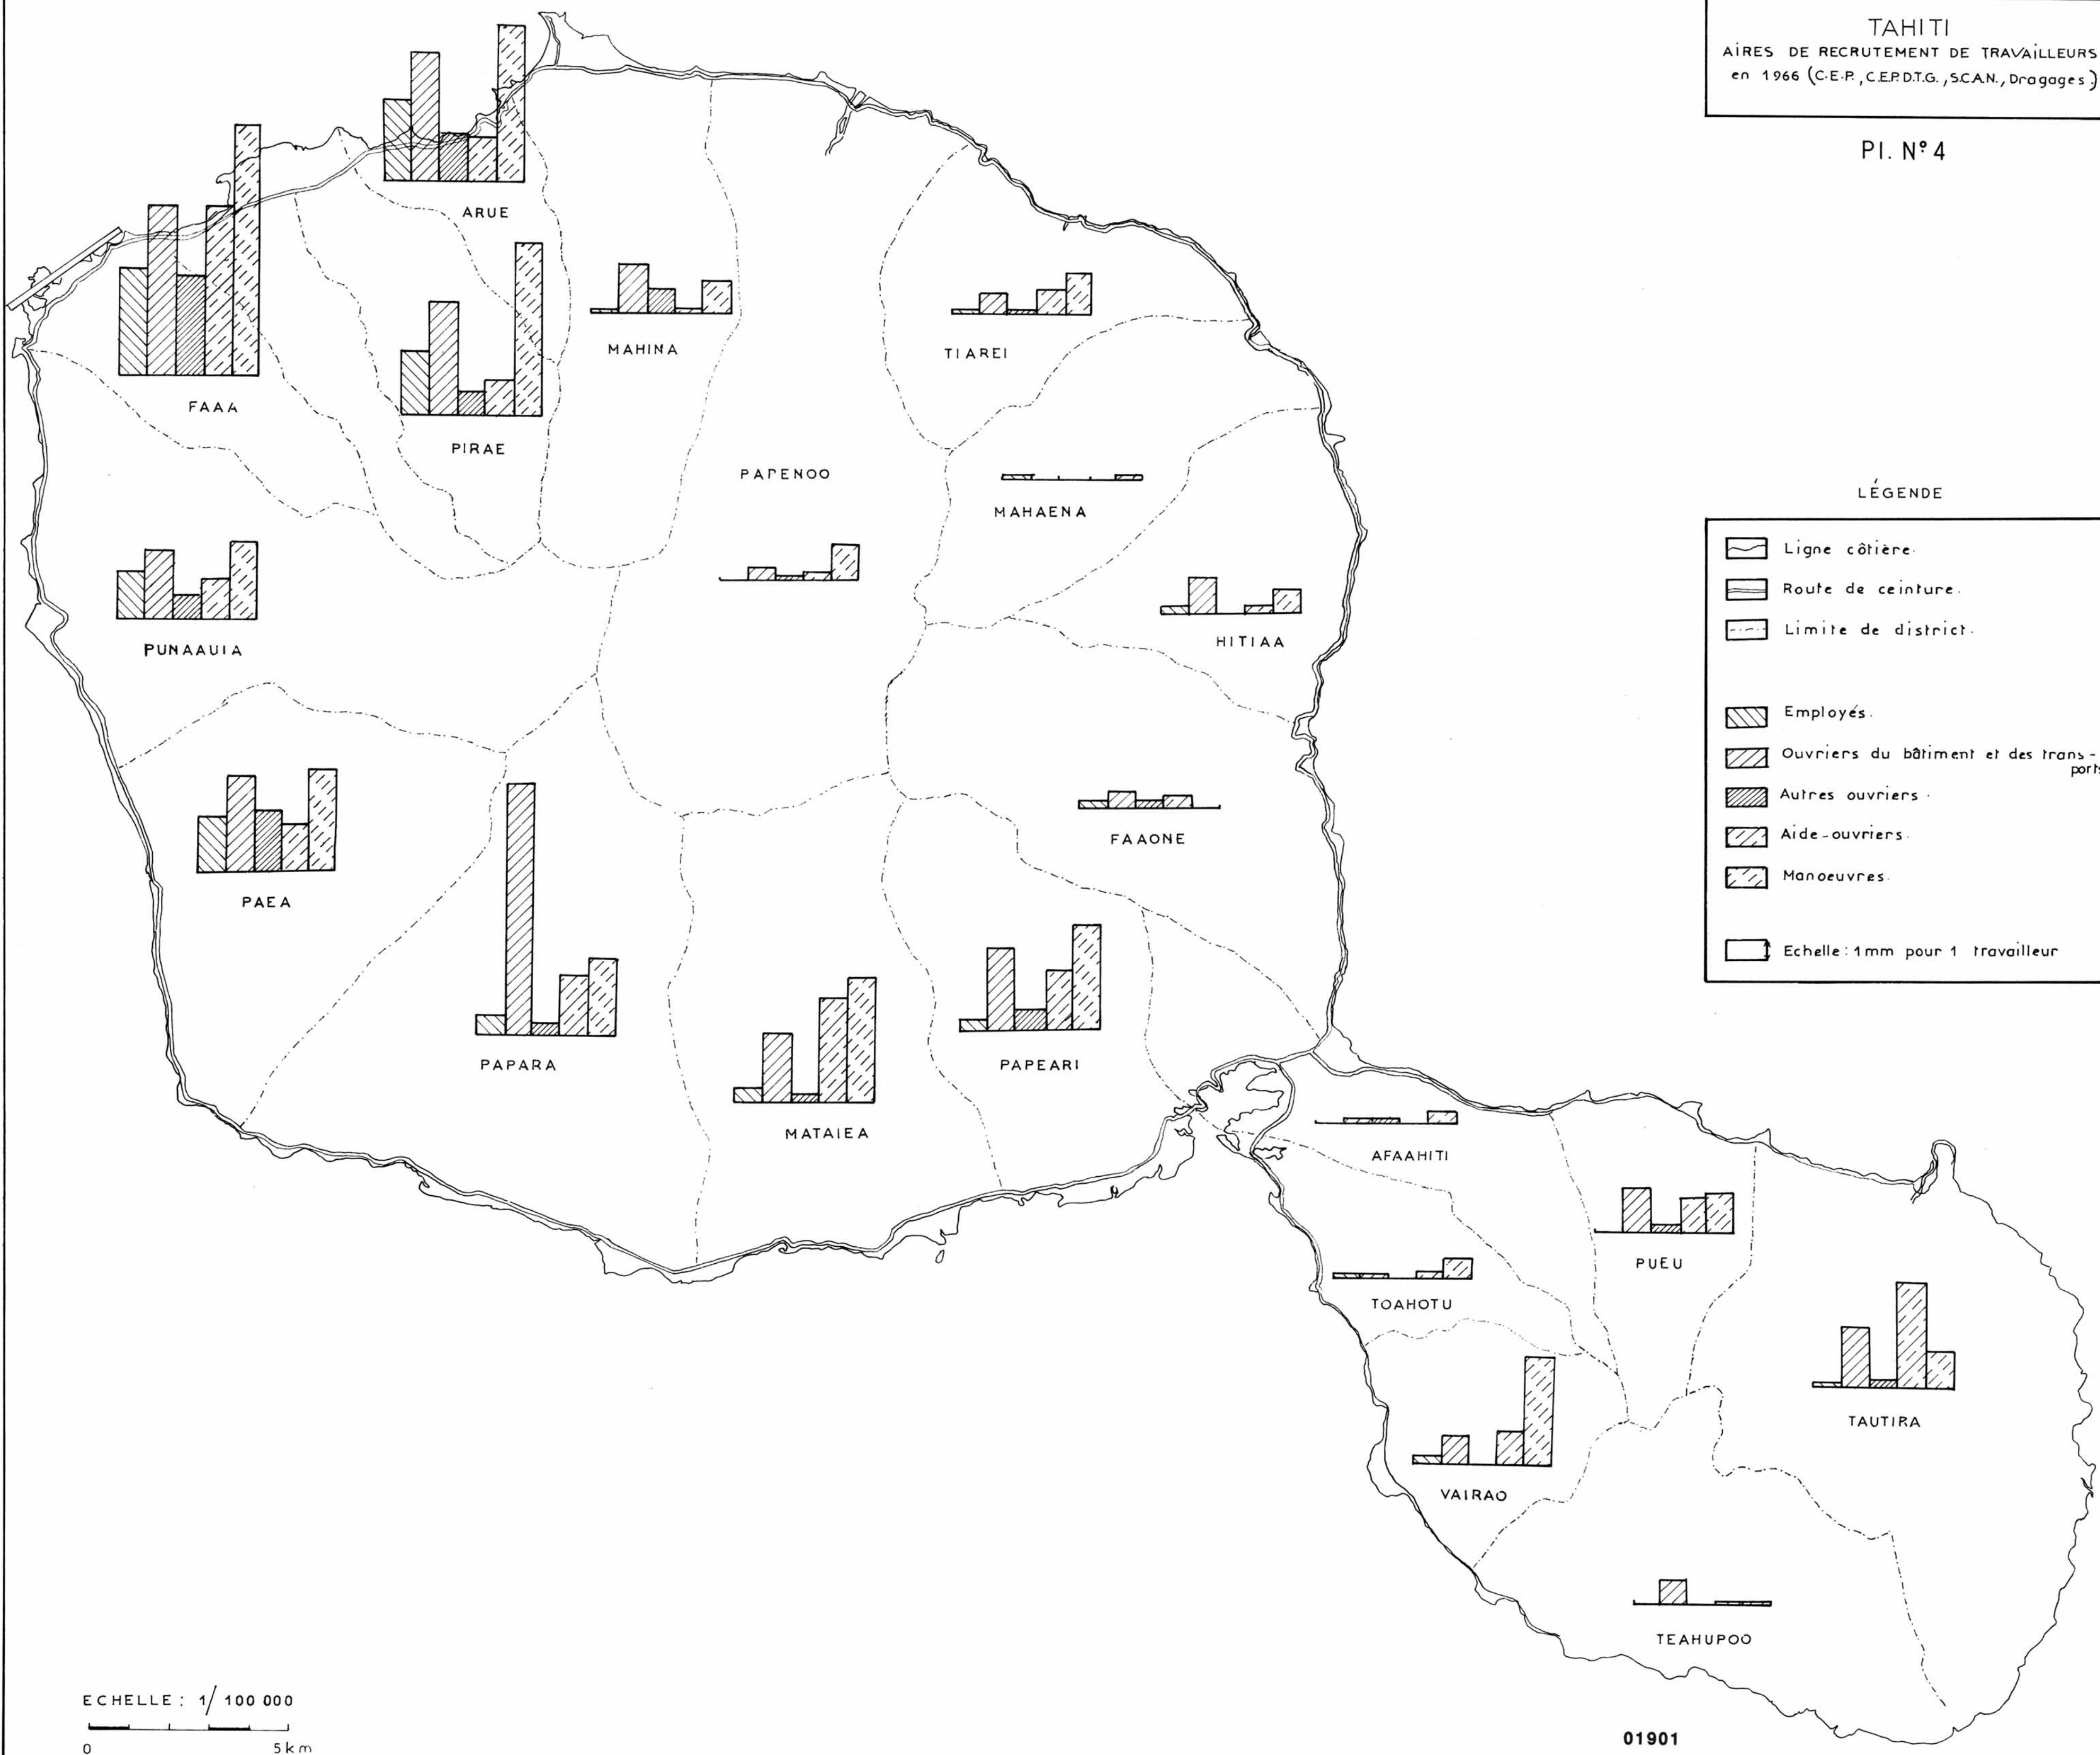 TAHITI
AIRES DE RECRUTEMENT DE TRAVAILLEURS
en 1966 (C.E.P., C.E.P.D.T.G., S.C.A.N., Dragages.)
Pl. N° 4
ARUE
FAAA
PIRAE
MAHINA
TIAREI
PAPENOO
MAHAENA
PUNAAUIA
HITIAA
PAEA
FAAONE
PAPARA
PAPEARI
MATAIEA
AFAAHITI
PUEU
TOAHOTU
TAUTIRA
VAIRAO
TEAHUPOO
LÉGENDE
Ligne côtière.
Route de ceinture.
Limite de district.
Employés.
Ouvriers du bâtiment et des trans-
ports
Autres ouvriers.
Aide-ouvriers.
Manoeuvres.
Echelle: 1mm pour 1 travailleur
ECHELLE: 1/100 000
0 5 km
01901